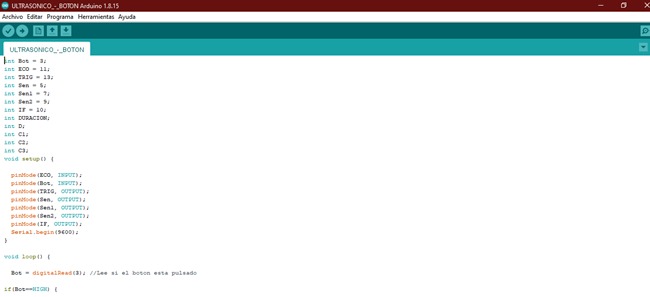 ULTRASONICO_-_BOTON Arduino 1.8.15
Archivo Editar Programa Herramientas Ayuda
ULTRASONICO_-_BOTON
int Bot = 3;
int ECO = 11;
int TRIG = 13;
int Sen = 5;
int Sen1 = 7;
int Sen2 = 9;
int IF = 10;
int DURACION;
int D;
int C1;
int C2;
int C3;
void setup() {
pinMode(ECO, INPUT);
pinMode(Bot, INPUT);
pinMode(TRIG, OUTPUT);
pinMode(Sen, OUTPUT);
pinMode(Sen1, OUTPUT);
pinMode(Sen2, OUTPUT);
pinMode(IF, OUTPUT);
Serial.begin(9600);
}
void loop() {
Bot = digitalRead(3); //Lee si el boton esta pulsado
if(Bot==HIGH) {